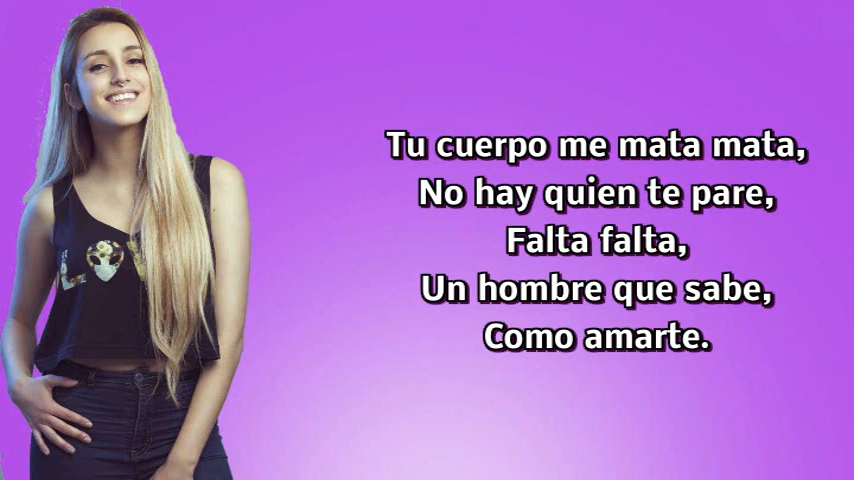 Tu cuerpo me mata mata,
No hay quien te pare,
Falta falta,
Un hombre que sabe,
Como amarte.